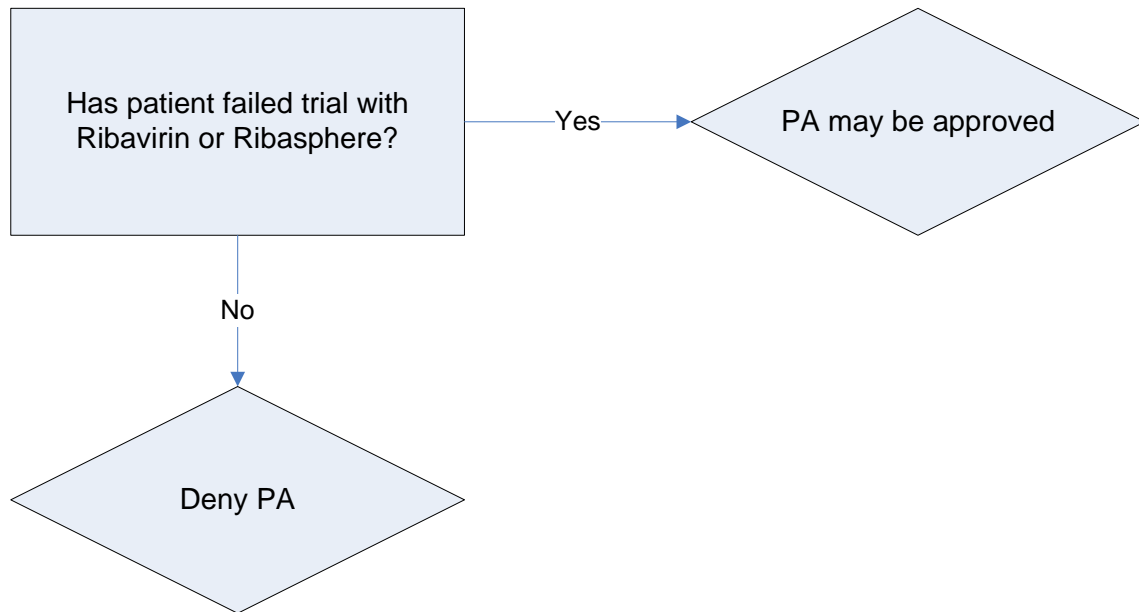 Has patient failed trial with
Ribavirin or Ribasphere?
Yes
PA may be approved
No
Deny PA